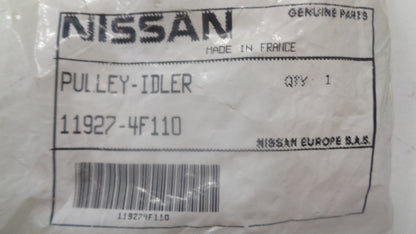 GENUINE PARTS
NISSAN
MADE IN FRANCE
PULLEY-IDLER QTY 1
11927-4F110
NISSAN EUROPE S.A.S.
119274F110